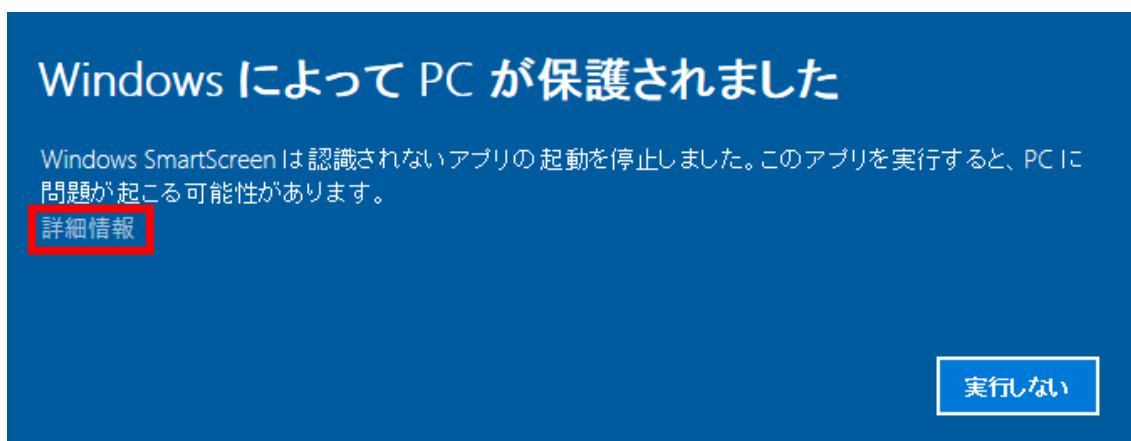 Windows によって PC が保護されました
Windows SmartScreen は認識されないアプリの起動を停止しました。このアプリを実行すると、PC に
問題が起こる可能性があります。
詳細情報
実行しない